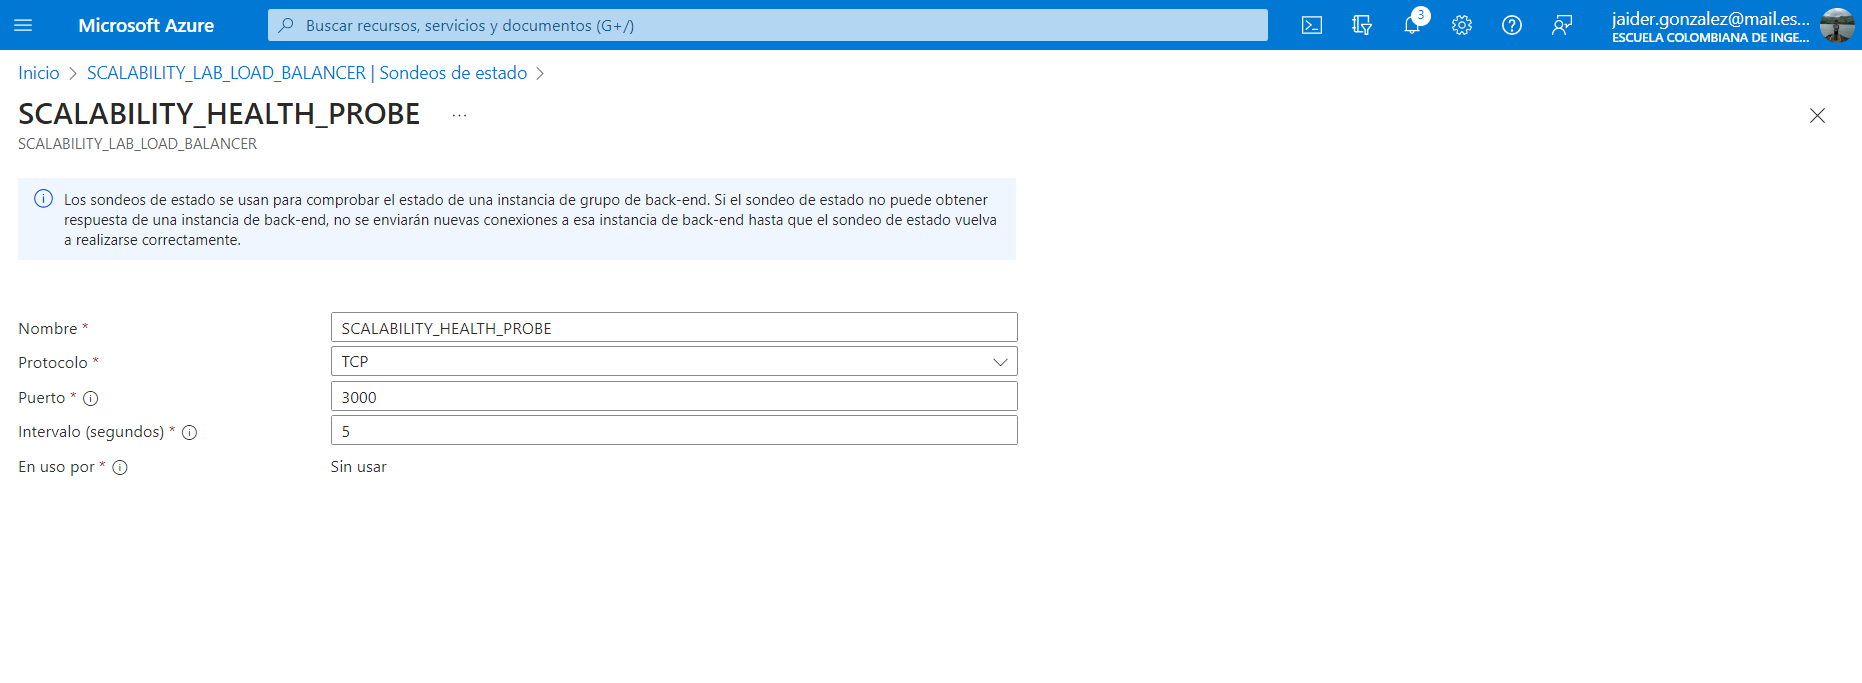 Microsoft Azure
Buscar recursos, servicios y documentos (G+/)
3
jaider.gonzalez@mail.es...
ESCUELA COLOMBIANA DE INGE...
Inicio > SCALABILITY_LAB_LOAD_BALANCER | Sondeos de estado >
SCALABILITY_HEALTH_PROBE ...
SCALABILITY_LAB_LOAD_BALANCER
Los sondeos de estado se usan para comprobar el estado de una instancia de grupo de back-end. Si el sondeo de estado no puede obtener
respuesta de una instancia de back-end, no se enviarán nuevas conexiones a esa instancia de back-end hasta que el sondeo de estado vuelva
a realizarse correctamente.
Nombre * SCALABILITY_HEALTH_PROBE
Protocolo * TCP
Puerto * 3000
Intervalo (segundos) * 5
En uso por * Sin usar